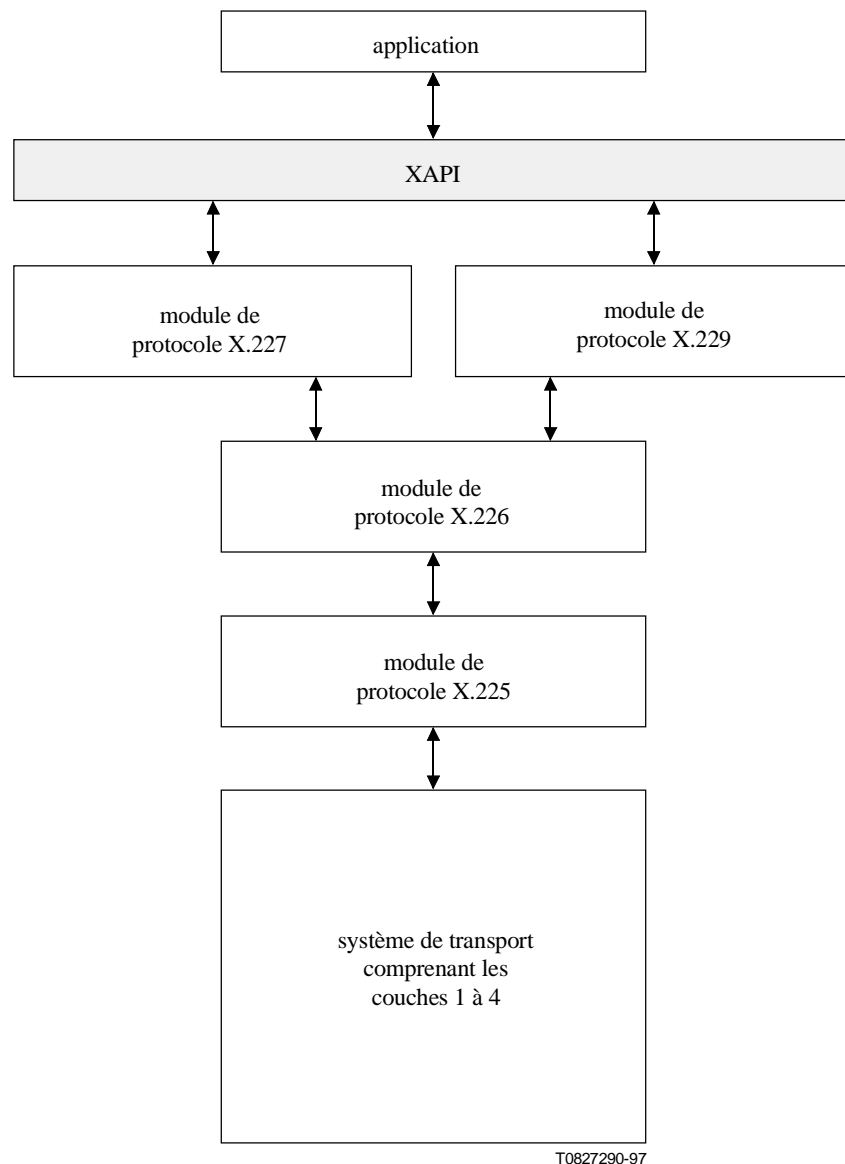 application
XAPI
module de
protocole X.227
module de
protocole X.229
module de
protocole X.226
module de
protocole X.225
système de transport
comprenant les
couches 1 à 4
T0827290-97